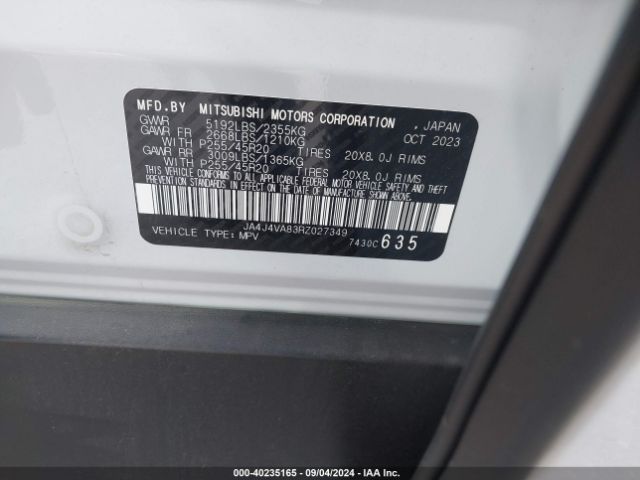 MFD.BY MITSUBISHI MOTORS CORPORATION , JAPAN
GVWR 5192LBS/2355KG OCT 2023
GAWR FR 2668LBS/1210KG
WITH P255/45R20 TIRES 20X8.0J RIMS
GAWR RR 3009LBS/1365KG
WITH P255/45R20 TIRES 20X8.0J RIMS
THIS VEHICLE CONFORMS TO ALL APPLICABLE FEDERAL MOTOR VEHICLE SAFETY AND
THEFT PREVENTION STANDARDS IN EFFECT ON THE DATE OF MANUFACTURE SHOWN ABOVE.
JA4J4VA83RZ027349
VEHICLE TYPE: MPV 7430C 635
000-40235165 - 09/04/2024 - IAA Inc.